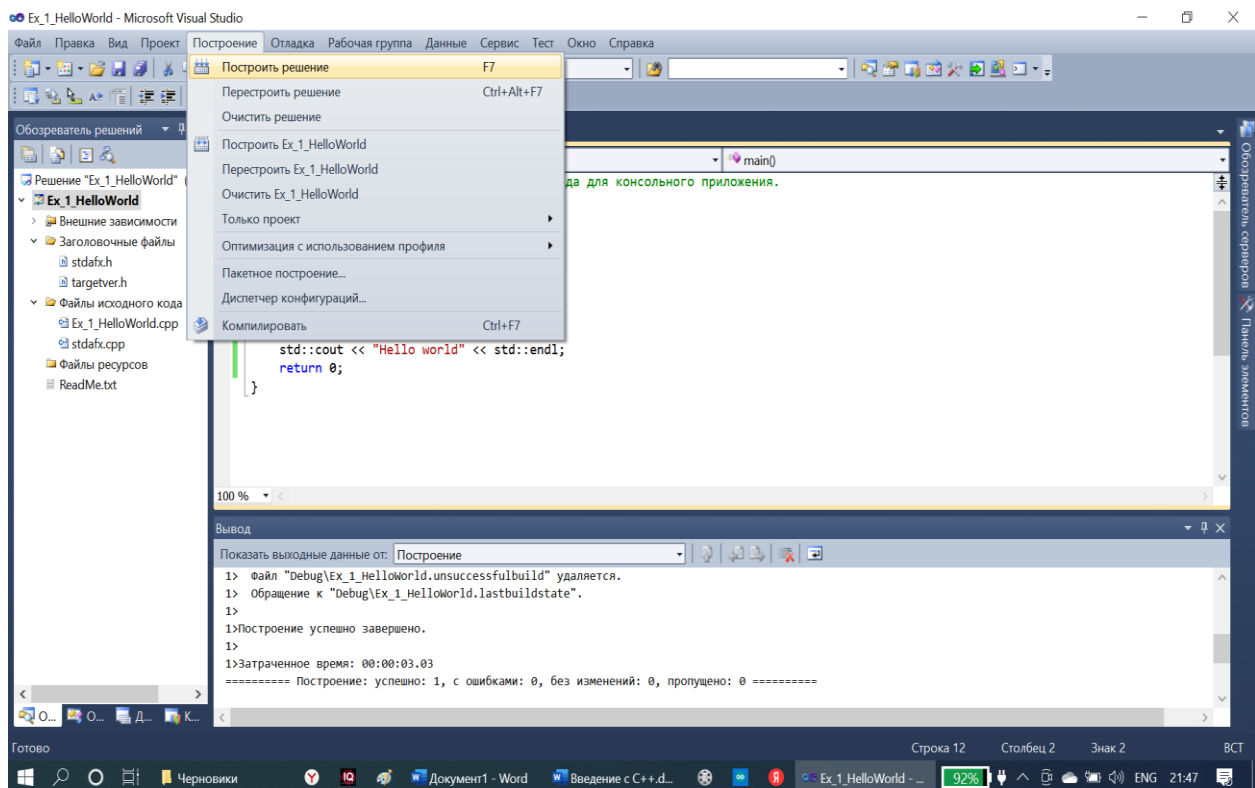 Ex_1_HelloWorld - Microsoft Visual Studio
Файл Правка Вид Проект Построение Отладка Рабочая группа Данные Сервис Тест Окно Справка
Построить решение F7
Перестроить решение Ctrl+Alt+F7
Очистить решение
Построить Ex_1_HelloWorld
Перестроить Ex_1_HelloWorld
Очистить Ex_1_HelloWorld
Только проект
Оптимизация с использованием профиля
Пакетное построение...
Диспетчер конфигураций...
Компилировать Ctrl+F7
Обозреватель решений
Решение "Ex_1_HelloWorld" (
Ex_1_HelloWorld
Внешние зависимости
Заголовочные файлы
stdafx.h
targetver.h
Файлы исходного кода
Ex_1_HelloWorld.cpp
stdafx.cpp
Файлы ресурсов
ReadMe.txt
main()
да для консольного приложения.
std::cout << "Hello world" << std::endl;
return 0;
}
100 %
Обозреватель серверов
Панель элементов
Вывод
Показать выходные данные от: Построение
1> Файл "Debug\Ex_1_HelloWorld.unsuccessfulbuild" удаляется.
1> Обращение к "Debug\Ex_1_HelloWorld.lastbuildstate".
1>
1>Построение успешно завершено.
1>
1>Затраченное время: 00:00:03.03
========== Построение: успешно: 1, с ошибками: 0, без изменений: 0, пропущено: 0 ==========
О... О... Д... К...
Готово Строка 12 Столбец 2 Знак 2 ВСТ
Черновики Y IQ Документ1 - Word Введение с C++.d... Я Ex_1_HelloWorld - ... 92% ENG 21:47